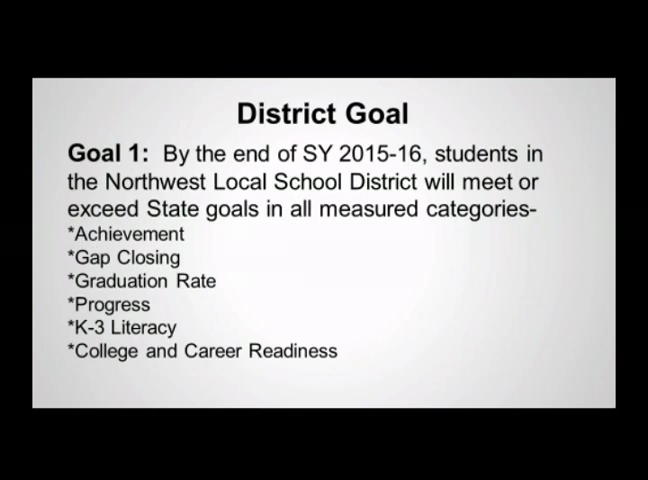 District Goal
Goal 1: By the end of SY 2015-16, students in
the Northwest Local School District will meet or
exceed State goals in all measured categories-
*Achievement
*Gap Closing
*Graduation Rate
*Progress
*K-3 Literacy
*College and Career Readiness